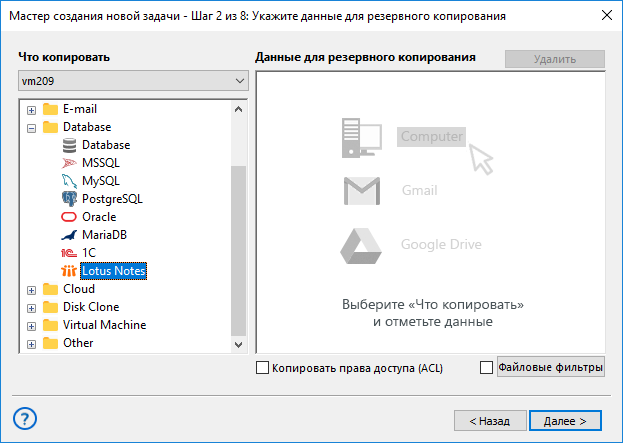 Мастер создания новой задачи - Шаг 2 из 8: Укажите данные для резервного копирования
Что копировать
vm209
E-mail
Database
Database
MSSQL
MySQL
PostgreSQL
Oracle
MariaDB
1C
Lotus Notes
Cloud
Disk Clone
Virtual Machine
Other
Данные для резервного копирования
Удалить
Computer
Gmail
Google Drive
Выберите «Что копировать»
и отметьте данные
Копировать права доступа (ACL)
Файловые фильтры
?
< Назад
Далее >